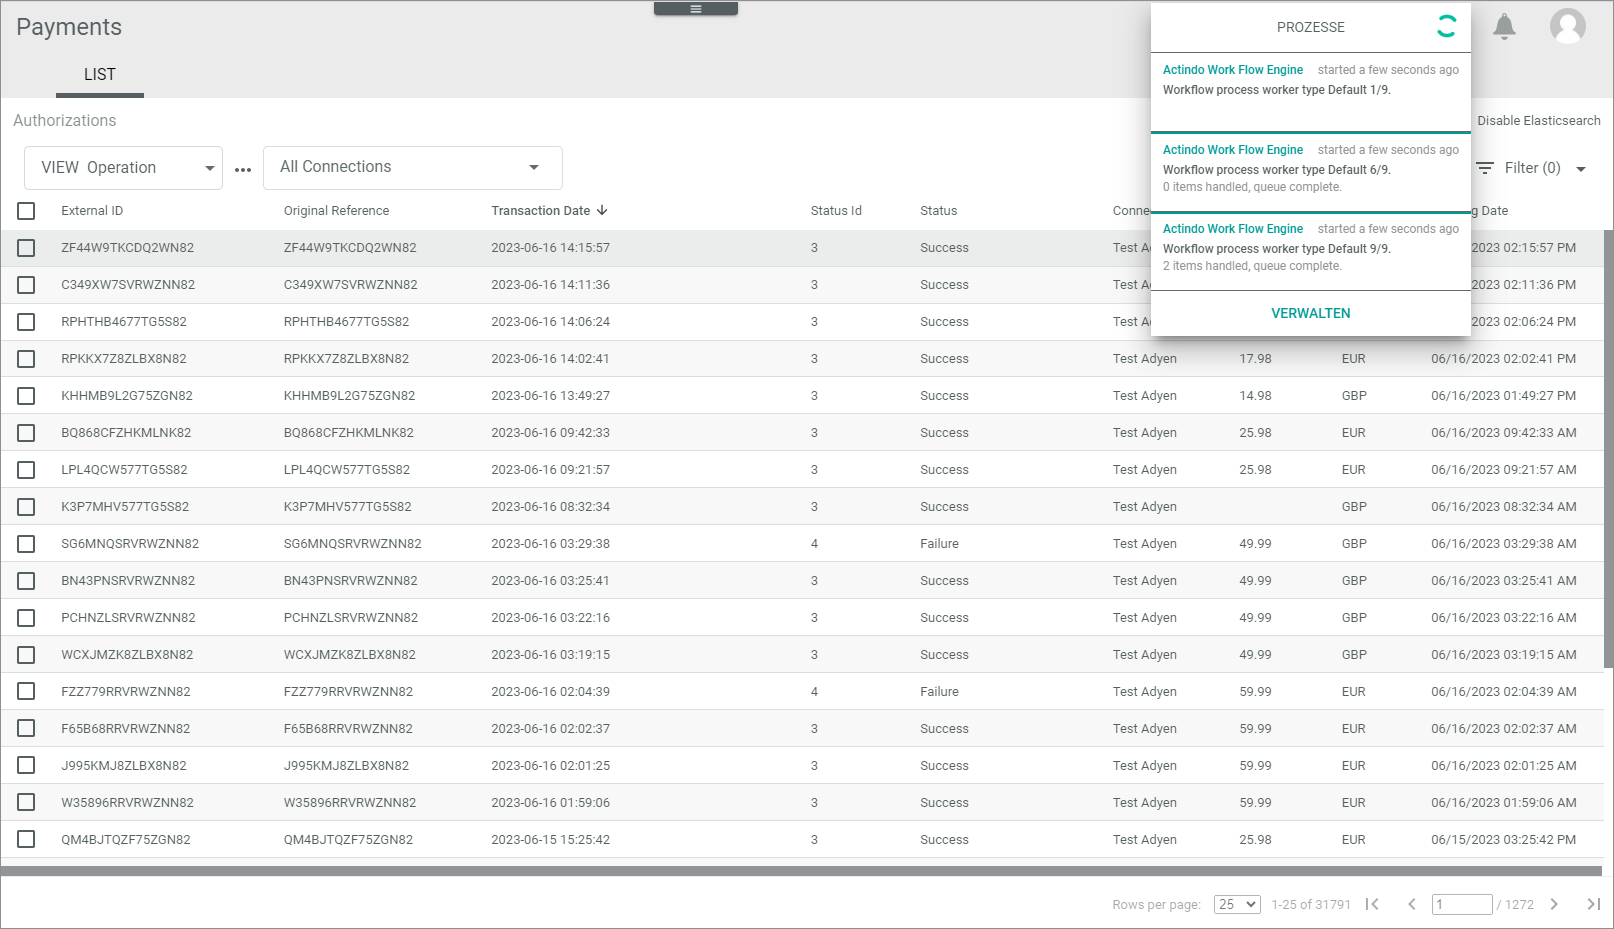 Payments
LIST
PROZESSE
Actindo Work Flow Engine started a few seconds ago
Workflow process worker type Default 1/9.
Actindo Work Flow Engine started a few seconds ago
Workflow process worker type Default 6/9.
0 items handled, queue complete.
Actindo Work Flow Engine started a few seconds ago
Workflow process worker type Default 9/9.
2 items handled, queue complete.
VERWALTEN
Authorizations
Disable Elasticsearch
VIEW Operation ... All Connections
Filter (0)
External ID Original Reference Transaction Date Status Id Status Conne g Date
ZF44W9TKCDQ2WN82 ZF44W9TKCDQ2WN82 2023-06-16 14:15:57 3 Success Test A 2023 02:15:57 PM
C349XW7SVRWZNN82 C349XW7SVRWZNN82 2023-06-16 14:11:36 3 Success Test A 2023 02:11:36 PM
RPHTHB4677TG5S82 RPHTHB4677TG5S82 2023-06-16 14:06:24 3 Success Test A 2023 02:06:24 PM
RPKKX7Z8ZLBX8N82 RPKKX7Z8ZLBX8N82 2023-06-16 14:02:41 3 Success Test Adyen 17.98 EUR 06/16/2023 02:02:41 PM
KHHMB9L2G75ZGN82 KHHMB9L2G75ZGN82 2023-06-16 13:49:27 3 Success Test Adyen 14.98 GBP 06/16/2023 01:49:27 PM
BQ868CFZHKMLNK82 BQ868CFZHKMLNK82 2023-06-16 09:42:33 3 Success Test Adyen 25.98 EUR 06/16/2023 09:42:33 AM
LPL4QCW577TG5S82 LPL4QCW577TG5S82 2023-06-16 09:21:57 3 Success Test Adyen 25.98 EUR 06/16/2023 09:21:57 AM
K3P7MHV577TG5S82 K3P7MHV577TG5S82 2023-06-16 08:32:34 3 Success Test Adyen GBP 06/16/2023 08:32:34 AM
SG6MNQSRVRWZNN82 SG6MNQSRVRWZNN82 2023-06-16 03:29:38 4 Failure Test Adyen 49.99 GBP 06/16/2023 03:29:38 AM
BN43PNSRVRWZNN82 BN43PNSRVRWZNN82 2023-06-16 03:25:41 3 Success Test Adyen 49.99 GBP 06/16/2023 03:25:41 AM
PCHNZLSRVRWZNN82 PCHNZLSRVRWZNN82 2023-06-16 03:22:16 3 Success Test Adyen 49.99 GBP 06/16/2023 03:22:16 AM
WCXJMZK8ZLBX8N82 WCXJMZK8ZLBX8N82 2023-06-16 03:19:15 3 Success Test Adyen 49.99 GBP 06/16/2023 03:19:15 AM
FZZ779RRVRWZNN82 FZZ779RRVRWZNN82 2023-06-16 02:04:39 4 Failure Test Adyen 59.99 EUR 06/16/2023 02:04:39 AM
F65B68RRVRWZNN82 F65B68RRVRWZNN82 2023-06-16 02:02:37 3 Success Test Adyen 59.99 EUR 06/16/2023 02:02:37 AM
J995KMJ8ZLBX8N82 J995KMJ8ZLBX8N82 2023-06-16 02:01:25 3 Success Test Adyen 59.99 EUR 06/16/2023 02:01:25 AM
W35896RRVRWZNN82 W35896RRVRWZNN82 2023-06-16 01:59:06 3 Success Test Adyen 59.99 EUR 06/16/2023 01:59:06 AM
QM4BJTQZF75ZGN82 QM4BJTQZF75ZGN82 2023-06-15 15:25:42 3 Success Test Adyen 25.98 EUR 06/15/2023 03:25:42 PM
Rows per page: 25 1-25 of 31791 1 / 1272